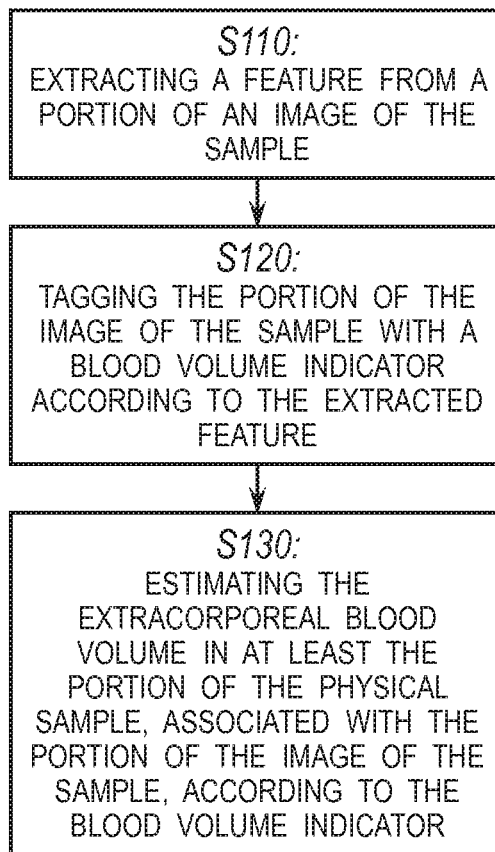 S110:
EXTRACTING A FEATURE FROM A
PORTION OF AN IMAGE OF THE
SAMPLE
S120:
TAGGING THE PORTION OF THE
IMAGE OF THE SAMPLE WITH A
BLOOD VOLUME INDICATOR
ACCORDING TO THE EXTRACTED
FEATURE
S130:
ESTIMATING THE
EXTRACORPOREAL BLOOD
VOLUME IN AT LEAST THE
PORTION OF THE PHYSICAL
SAMPLE, ASSOCIATED WITH THE
PORTION OF THE IMAGE OF THE
SAMPLE, ACCORDING TO THE
BLOOD VOLUME INDICATOR